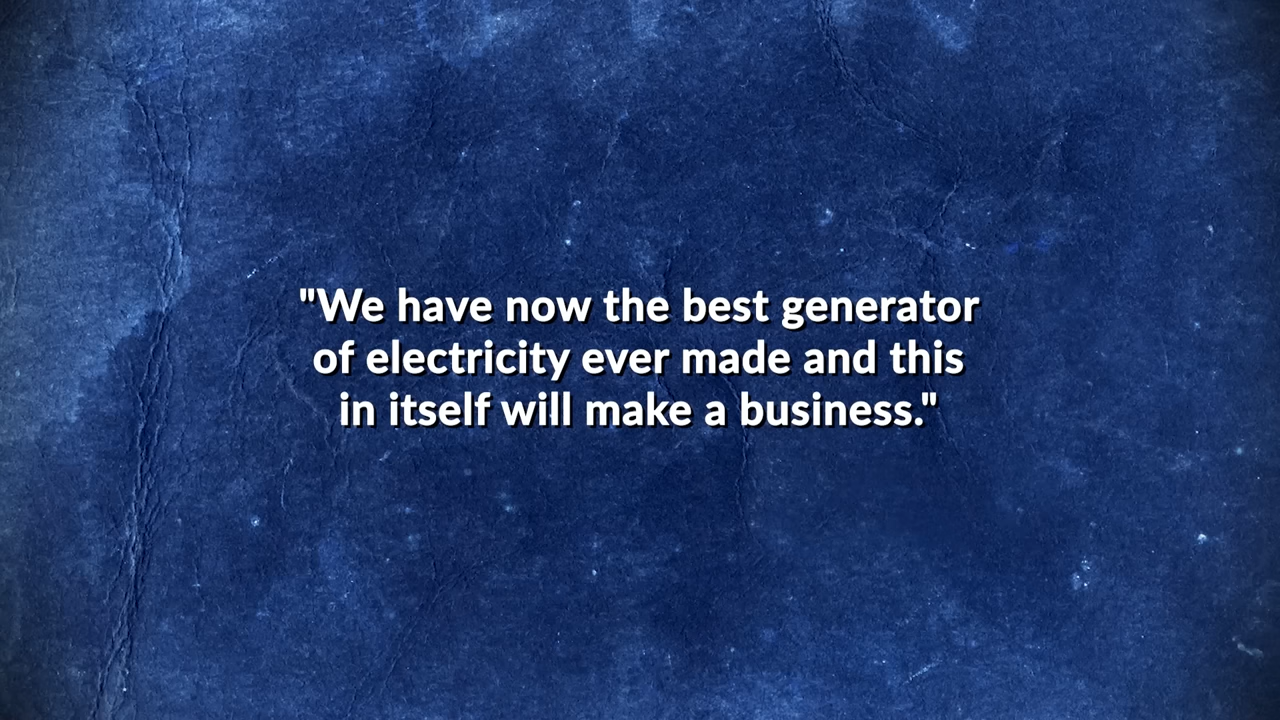 "We have now the best generator
of electricity ever made and this
in itself will make a business."